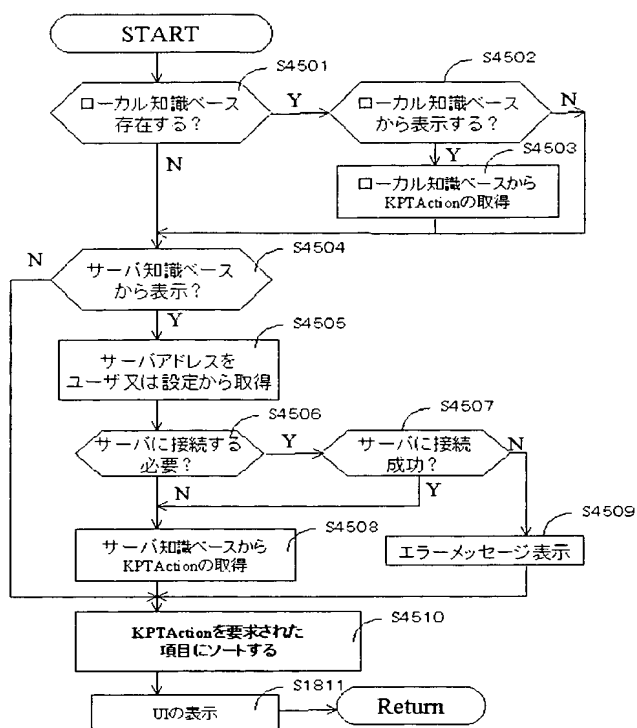 START
S4501
ローカル知識ベース
存在する？
Y
N
S4502
ローカル知識ベース
から表示する？
N
Y
S4503
ローカル知識ベースから
KPTActionの取得
S4504
サーバ知識ベース
から表示？
N
Y
S4505
サーバアドレスを
ユーザ又は設定から取得
S4506
サーバに接続する
必要？
Y
N
S4507
サーバに接続
成功？
N
Y
S4508
サーバ知識ベースから
KPTActionの取得
S4509
エラーメッセージ表示
S4510
KPTActionを要求された
項目にソートする
S1811
UIの表示
Return